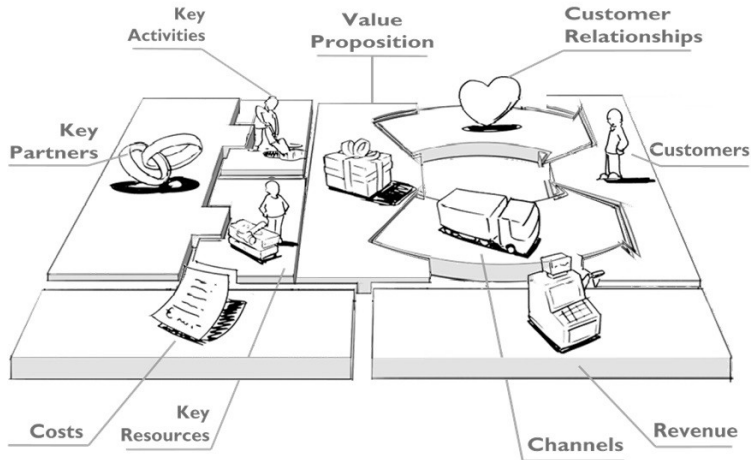 Key
Activities
Value
Proposition
Customer
Relationships
Key
Partners
Customers
Costs
Key
Resources
Channels
Revenue